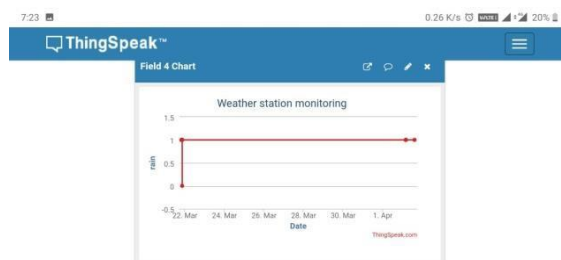 7:23 0.26 K/s 20%
ThingSpeak™
Field 4 Chart
Weather station monitoring
1.5
1
0.5
0
-0.5
rain
22. Mar 24. Mar 26. Mar 28. Mar 30. Mar 1. Apr
Date
ThingSpeak.com